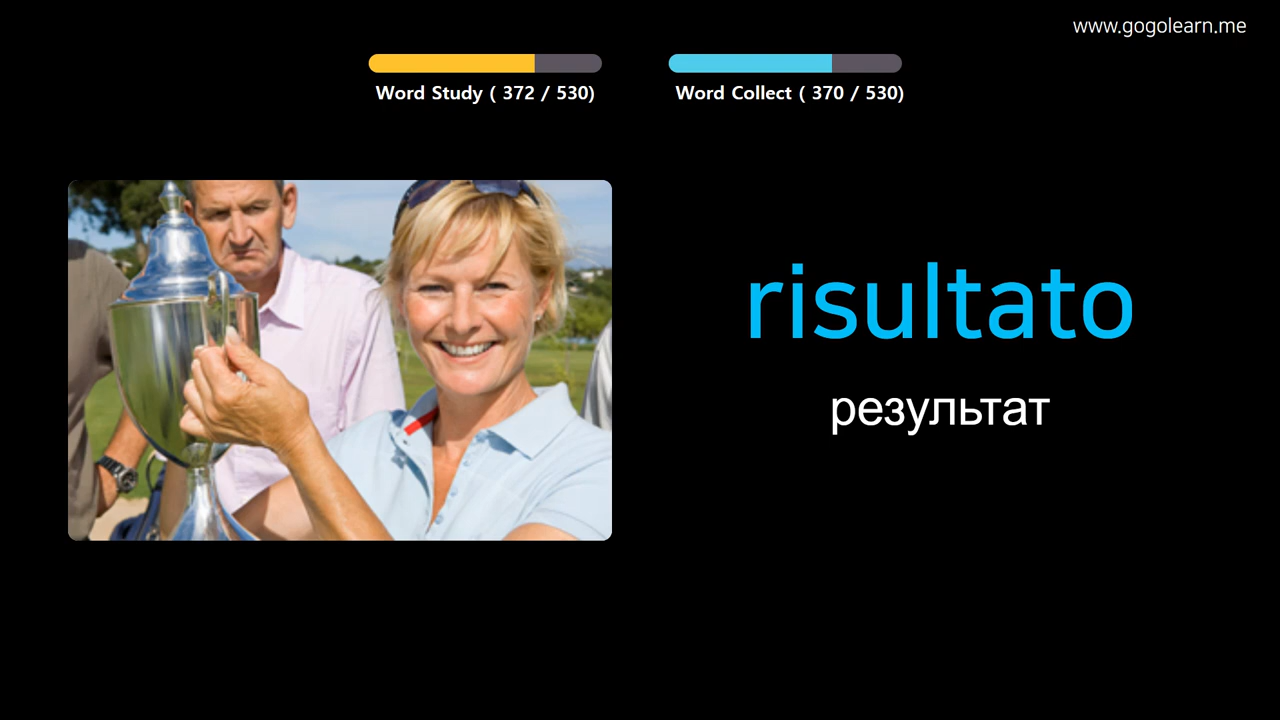 www.gogolearn.me
Word Study ( 372 / 530)
Word Collect ( 370 / 530)
risultato
результат